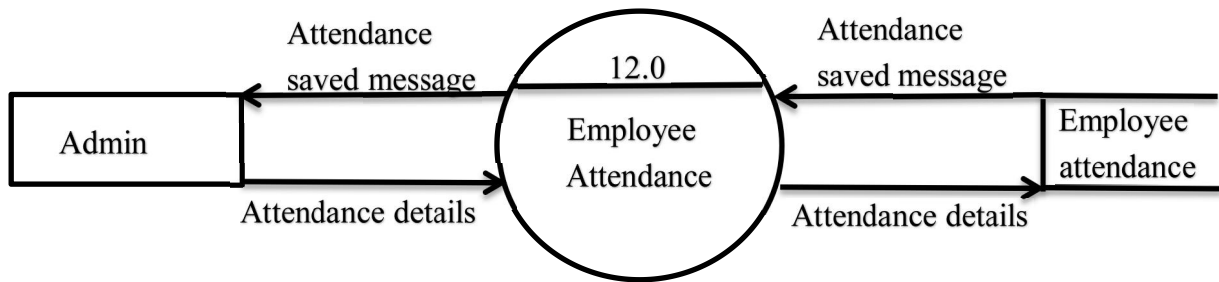 Attendance
saved message
Admin
Attendance details
12.0
Employee
Attendance
Attendance
saved message
Employee
attendance
Attendance details